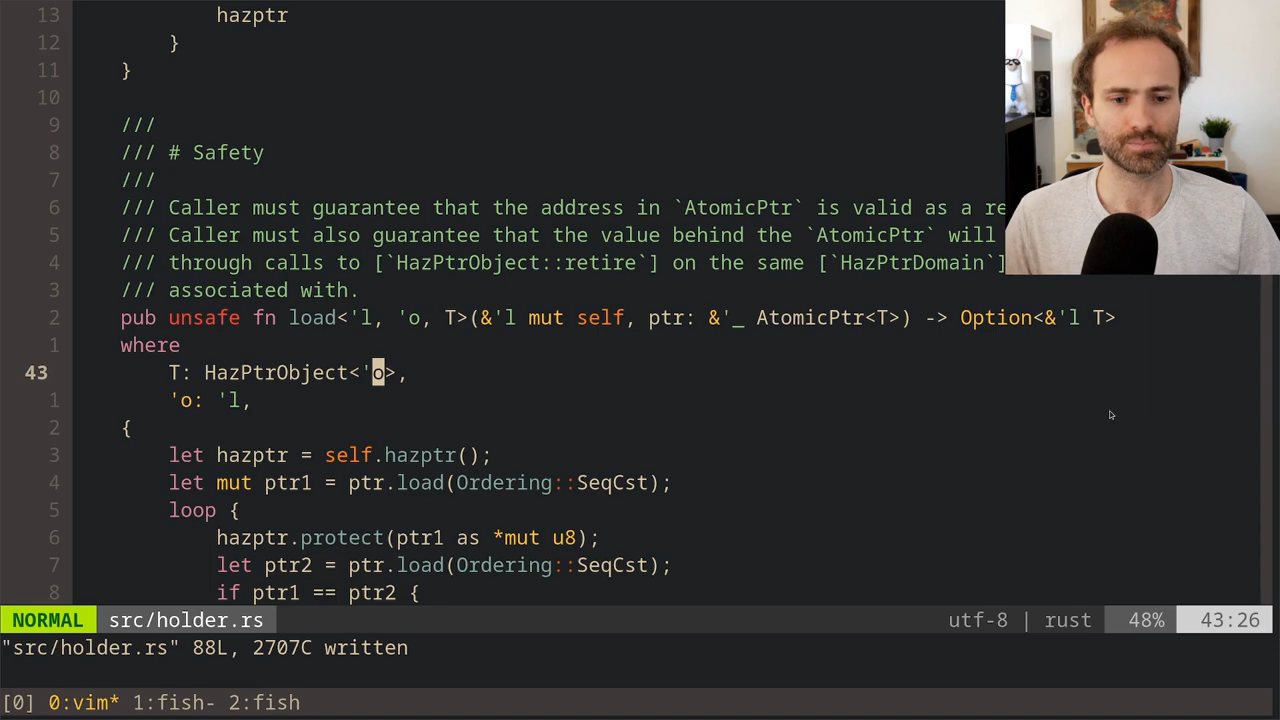 13 hazptr
12 }
11 }
10
9 ///
8 /// # Safety
7 ///
6 /// Caller must guarantee that the address in `AtomicPtr` is valid as a re
5 /// Caller must also guarantee that the value behind the `AtomicPtr` will
4 /// through calls to [`HazPtrObject::retire`] on the same [`HazPtrDomain`]
3 /// associated with.
2 pub unsafe fn load<'l, 'o, T>(&'l mut self, ptr: &'_ AtomicPtr<T>) -> Option<&'l T>
1 where
43 T: HazPtrObject<'o>,
1 'o: 'l,
2 {
3 let hazptr = self.hazptr();
4 let mut ptr1 = ptr.load(Ordering::SeqCst);
5 loop {
6 hazptr.protect(ptr1 as *mut u8);
7 let ptr2 = ptr.load(Ordering::SeqCst);
8 if ptr1 == ptr2 {
NORMAL src/holder.rs utf-8 | rust 48% 43:26
"src/holder.rs" 88L, 2707C written
[0] 0:vim* 1:fish- 2:fish